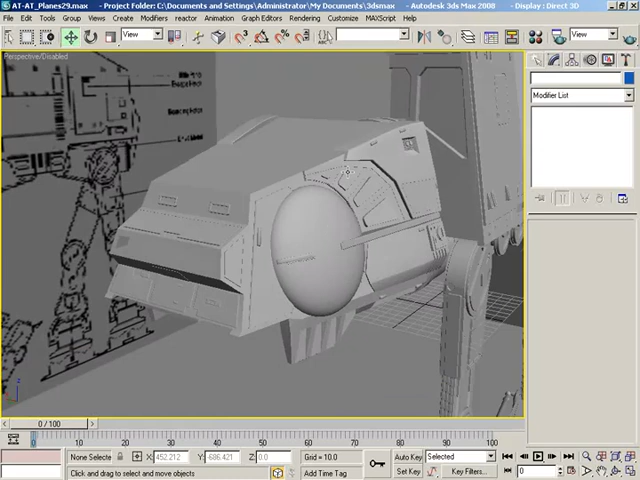 AT-AT_Planes29.max - Project Folder: C:\Documents and Settings\Administrator\My Documents\3dsmax - Autodesk 3ds Max 2008 - Display : Direct 3D
File Edit Tools Group Views Create Modifiers reactor Animation Graph Editors Rendering Customize MAXScript Help
View
View
Perspective/Disabled
Modifier List
0 / 100
0 10 20 30 40 50 60 70 80 90 100
None Selecte X: 452.212 Y: -686.421 Z: 0.0 Grid = 10.0 Auto Key Selected
Click and drag to select and move objects Add Time Tag Set Key Key Filters... 0